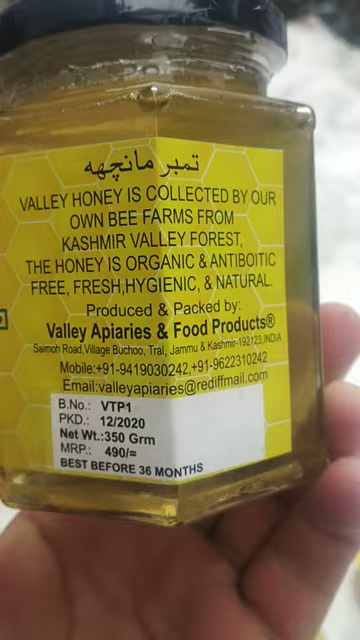 تمبر مانچھہ
VALLEY HONEY IS COLLECTED BY OUR
OWN BEE FARMS FROM
KASHMIR VALLEY FOREST,
THE HONEY IS ORGANIC & ANTIBOITIC
FREE, FRESH,HYGIENIC, & NATURAL.
Produced & Packed by:
Valley Apiaries & Food Products®
Saimoh Road,Village Buchoo, Tral, Jammu & Kashmir-192123,INDIA
Mobile:+91-9419030242,+91-9622310242
Email:valleyapiaries@rediffmail.com
B.No.: VTP1
PKD.: 12/2020
Net Wt.:350 Grm
MRP.: 490/=
BEST BEFORE 36 MONTHS